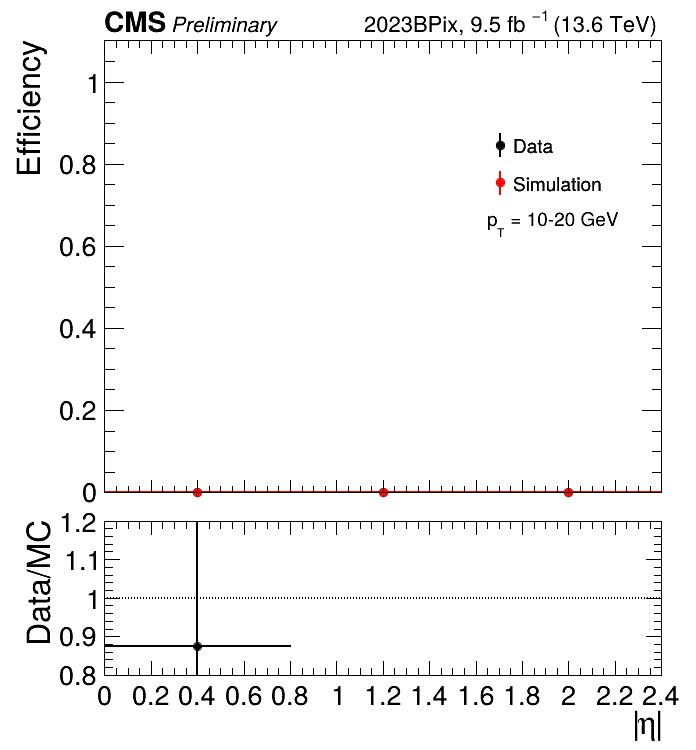 CMS Preliminary 2023BPix, 9.5 fb⁻¹ (13.6 TeV)
Efficiency
1
0.8
0.6
0.4
0.2
0
Data
Simulation
p_T = 10-20 GeV
Data/MC
1.2
1.1
1
0.9
0.8
0 0.2 0.4 0.6 0.8 1 1.2 1.4 1.6 1.8 2 2.2 2.4
|η|